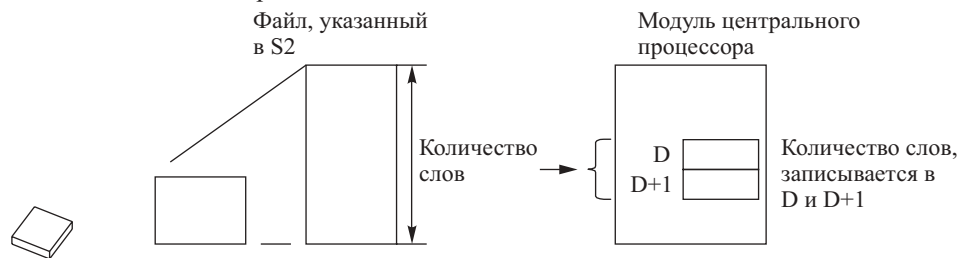 Файл, указанный
в S2
Модуль центрального
процессора
Количество
слов
D
D+1
Количество слов,
записывается в
D и D+1